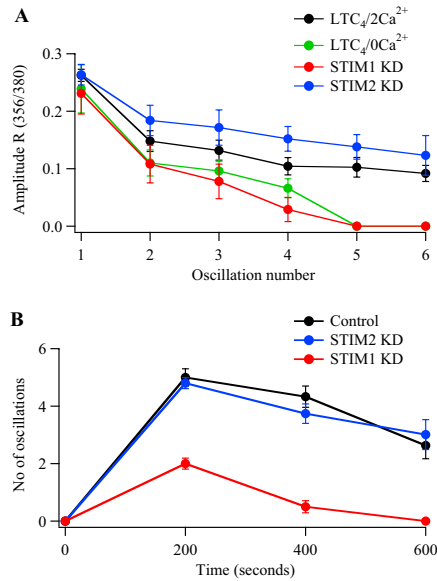 A
LTC₄/2Ca²⁺
LTC₄/0Ca²⁺
STIM1 KD
STIM2 KD
Amplitude R (356/380)
0.3
0.2
0.1
0.0
1 2 3 4 5 6
Oscillation number
B
Control
STIM2 KD
STIM1 KD
No of oscillations
6
4
2
0
0 200 400 600
Time (seconds)